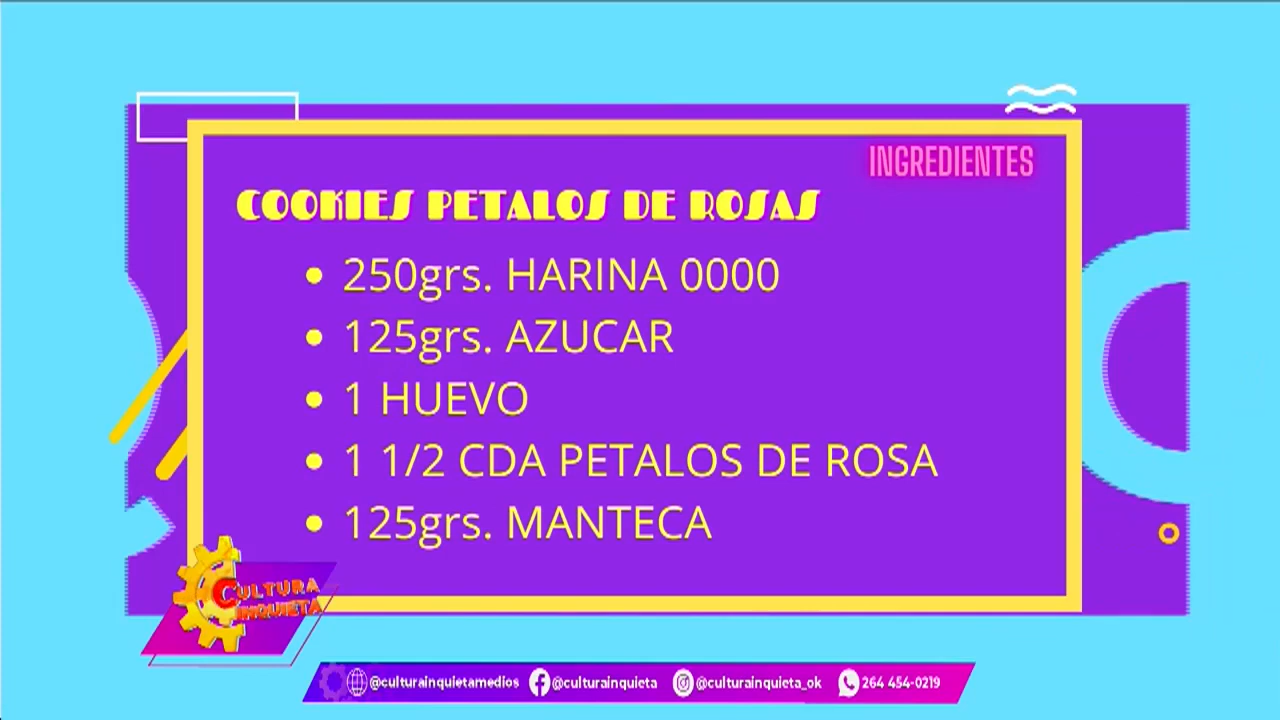 INGREDIENTES
COOKIES PETALOS DE ROSAS
250grs. HARINA 0000
125grs. AZUCAR
1 HUEVO
1 1/2 CDA PETALOS DE ROSA
125grs. MANTECA
CULTURA
INQUIETA
@culturainquietamedios @culturainquieta @culturainquieta_ok 264 454-0219